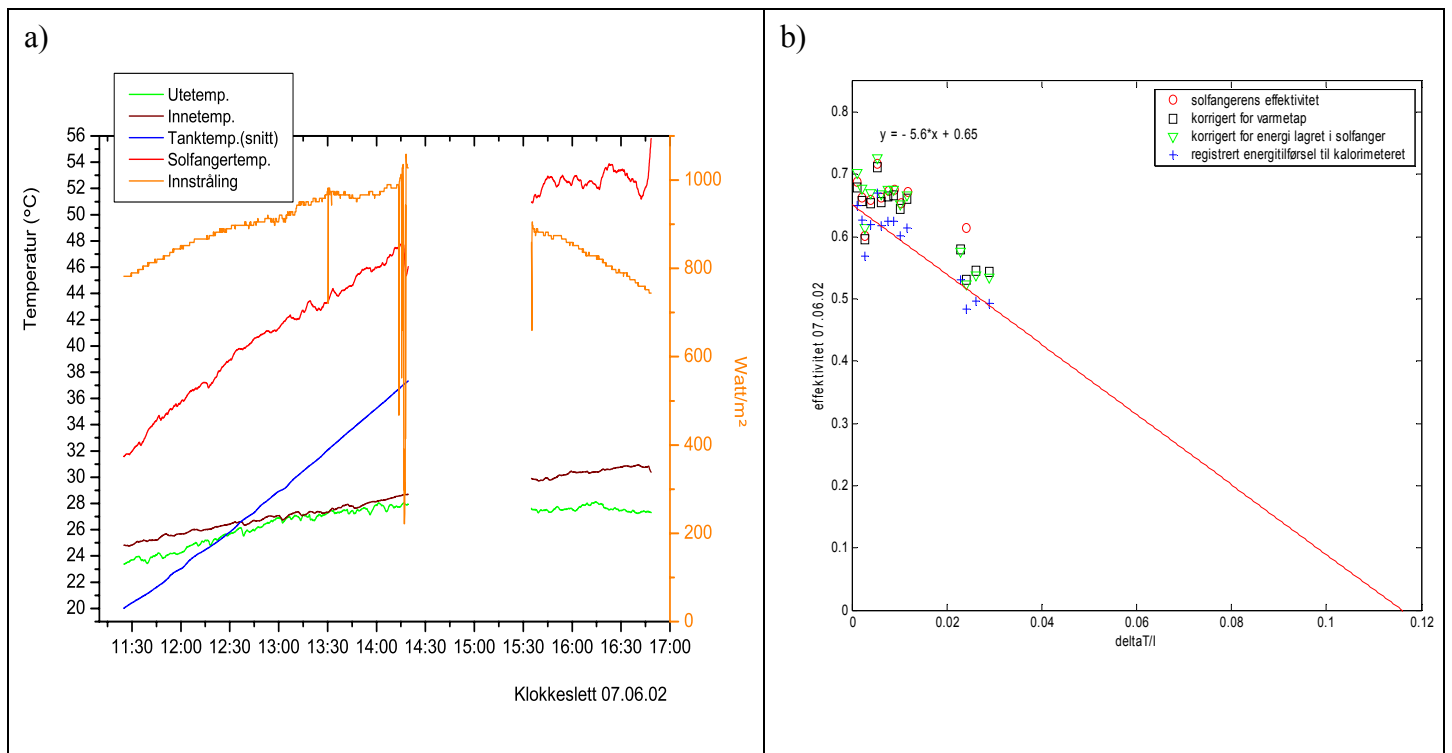 a)
Utetemp.
Innetemp.
Tanktemp.(snitt)
Solfangertemp.
Innstråling
Temperatur (°C)
56
54
52
50
48
46
44
42
40
38
36
34
32
30
28
26
24
22
20
1000
800
600
400
200
0
Watt/m²
11:30 12:00 12:30 13:00 13:30 14:00 14:30 15:00 15:30 16:00 16:30 17:00
Klokkeslett 07.06.02
b)
solfangerens effektivitet
korrigert for varmetap
korrigert for energi lagret i solfanger
registrert energitilførsel til kalorimeteret
y = - 5.6*x + 0.65
effektivitet 07.06.02
0.8
0.7
0.6
0.5
0.4
0.3
0.2
0.1
0
0 0.02 0.04 0.06 0.08 0.1 0.12
deltaT/I